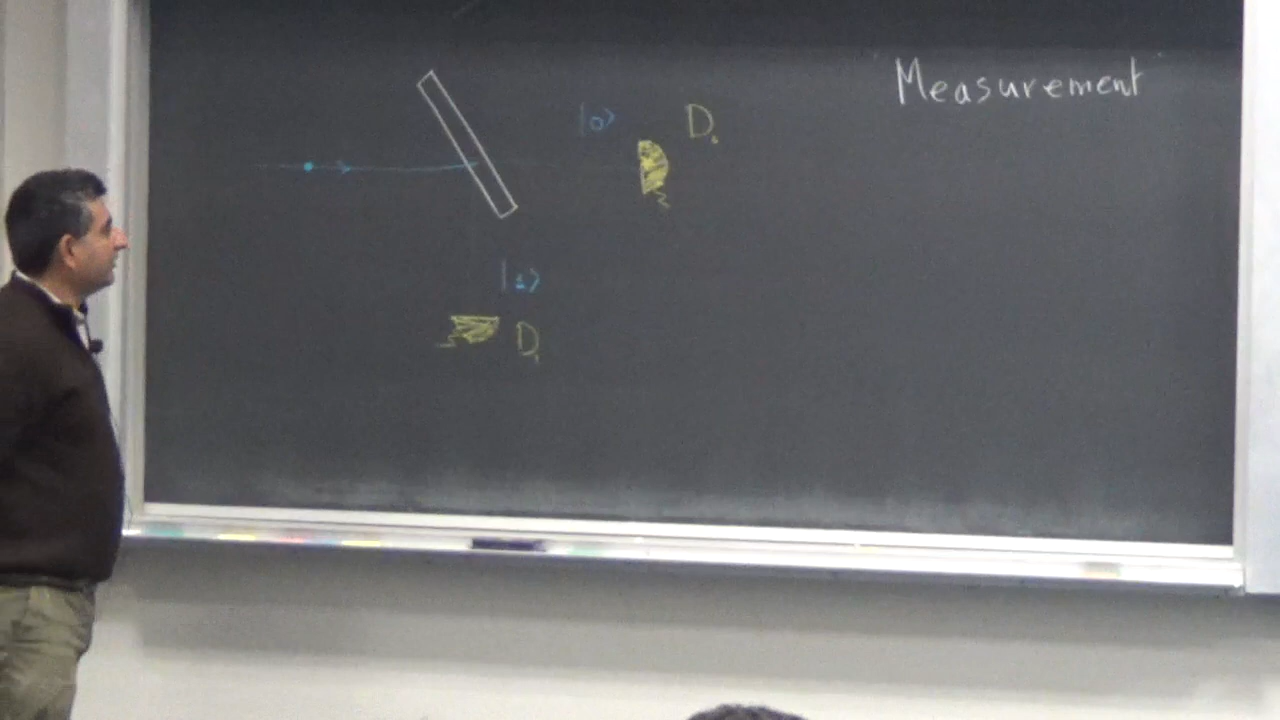 Measurement
|0⟩ D₀
|1⟩
D₁